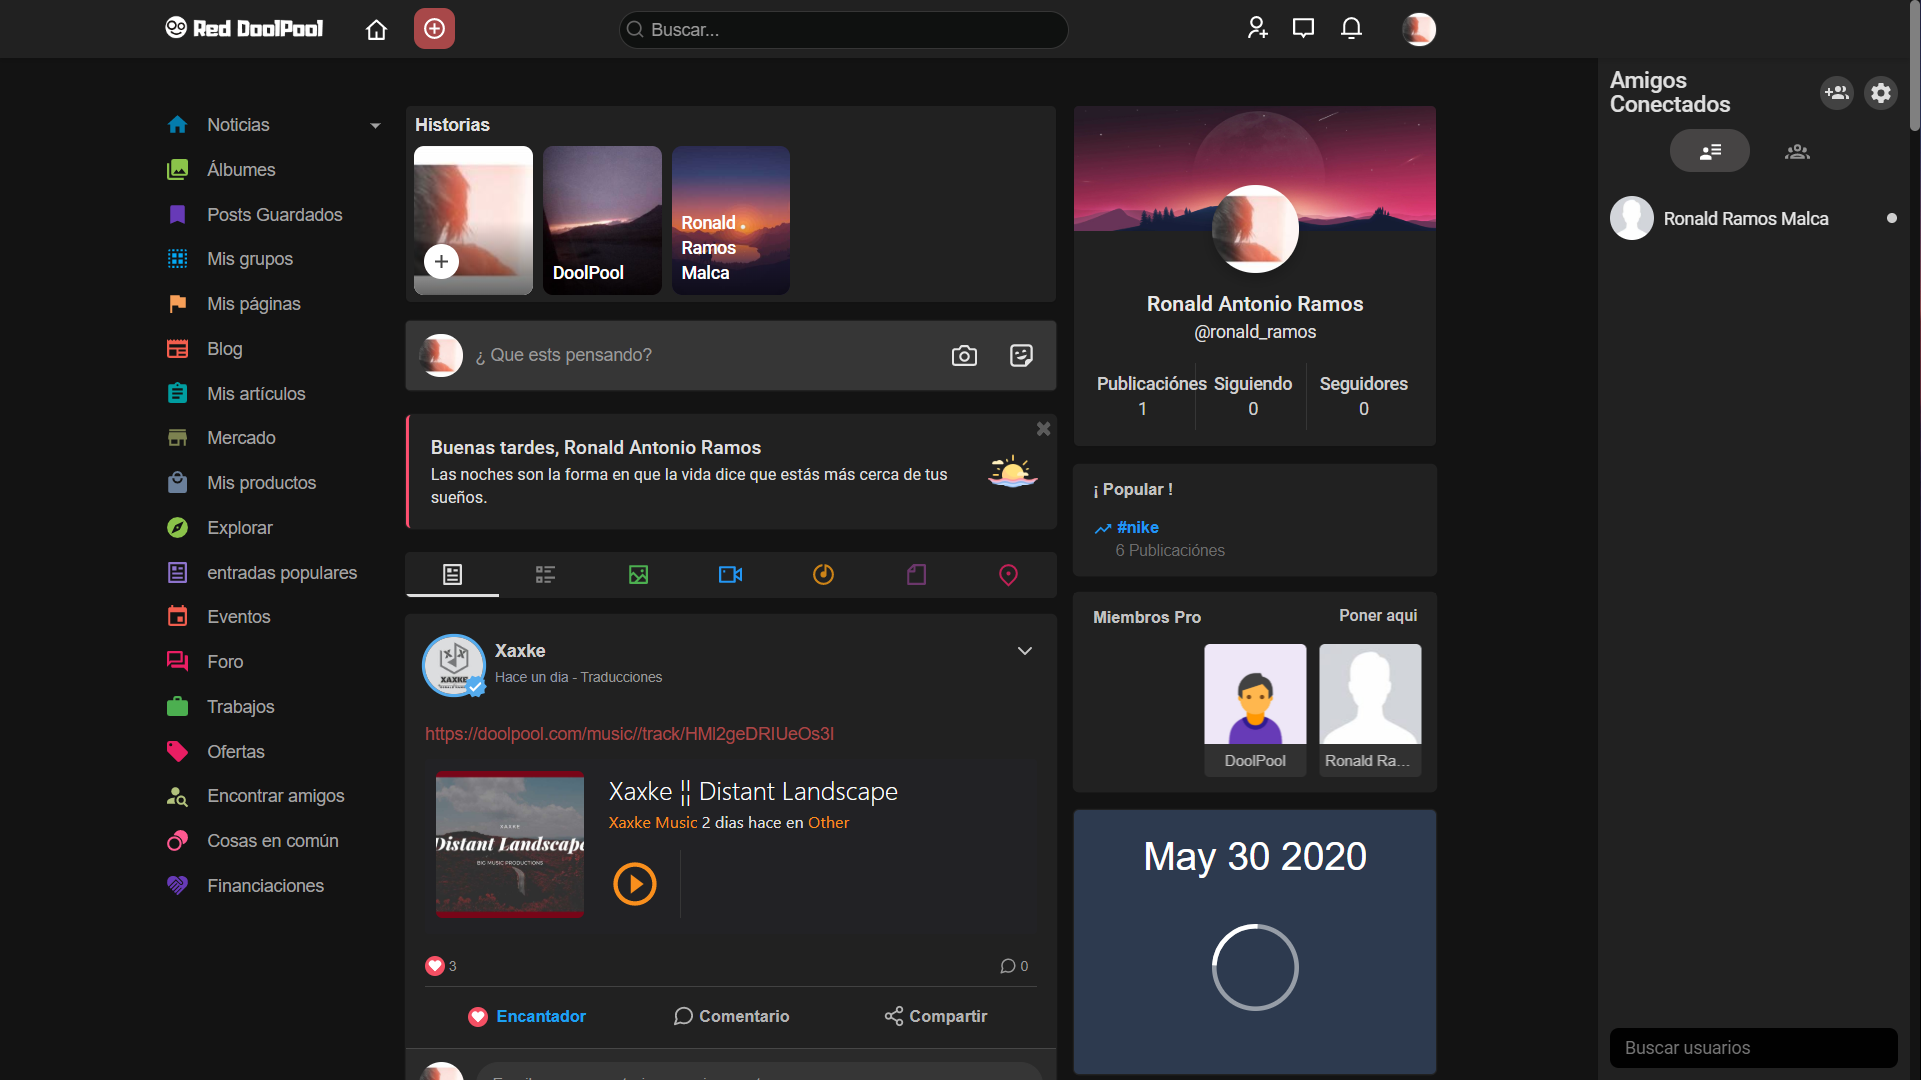 Red DoolPool
Buscar...
Noticias
Álbumes
Posts Guardados
Mis grupos
Mis páginas
Blog
Mis artículos
Mercado
Mis productos
Explorar
entradas populares
Eventos
Foro
Trabajos
Ofertas
Encontrar amigos
Cosas en común
Financiaciones
Historias
DoolPool
Ronald
Ramos
Malca
¿ Que ests pensando?
Buenas tardes, Ronald Antonio Ramos
Las noches son la forma en que la vida dice que estás más cerca de tus
sueños.
Xaxke
Hace un dia - Traducciones
XAXKE
https://doolpool.com/music//track/HMl2geDRIUeOs3I
XAXKE
Distant Landscape
BIG MUSIC PRODUCTIONS
Xaxke ¦¦ Distant Landscape
Xaxke Music 2 dias hace en Other
3
0
Encantador
Comentario
Compartir
Ronald Antonio Ramos
@ronald_ramos
Publicaciónes Siguiendo Seguidores
1 0 0
¡ Popular !
#nike
6 Publicaciónes
Miembros Pro
Poner aqui
DoolPool
Ronald Ra...
May 30 2020
Amigos
Conectados
Ronald Ramos Malca
Buscar usuarios